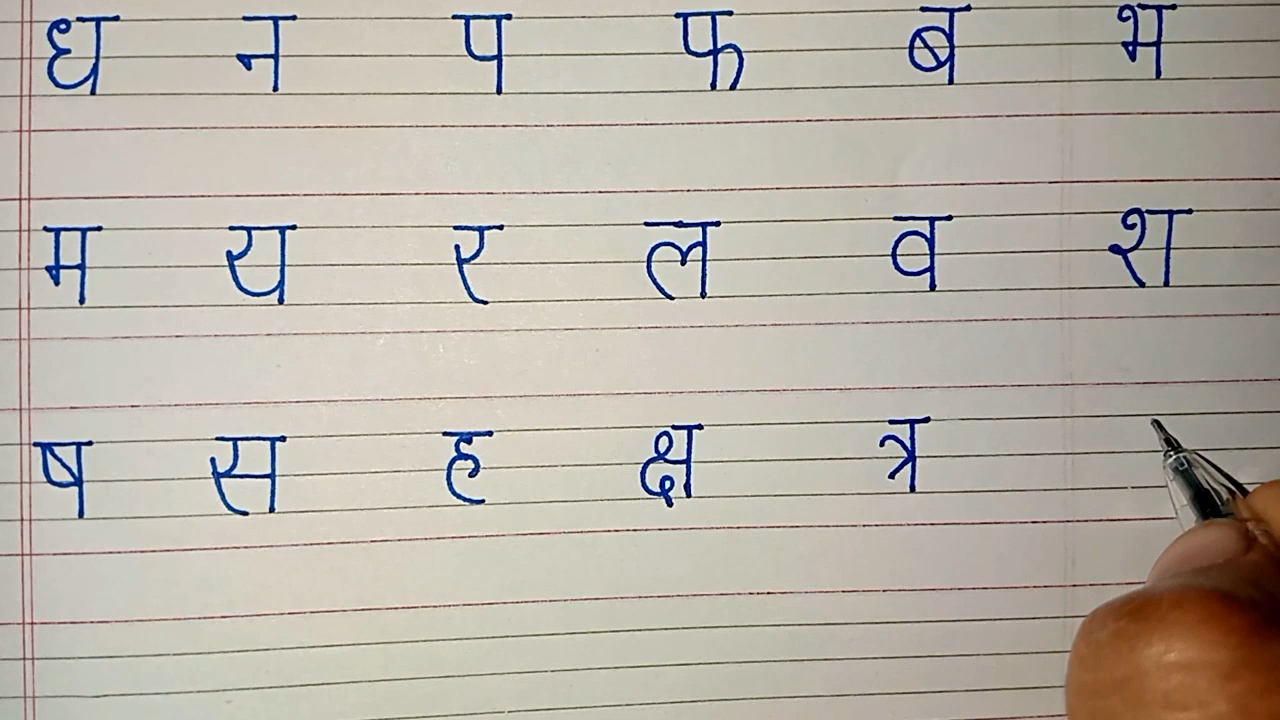 ध न प फ ब भ
म य र ल व श
ष स ह क्ष त्र